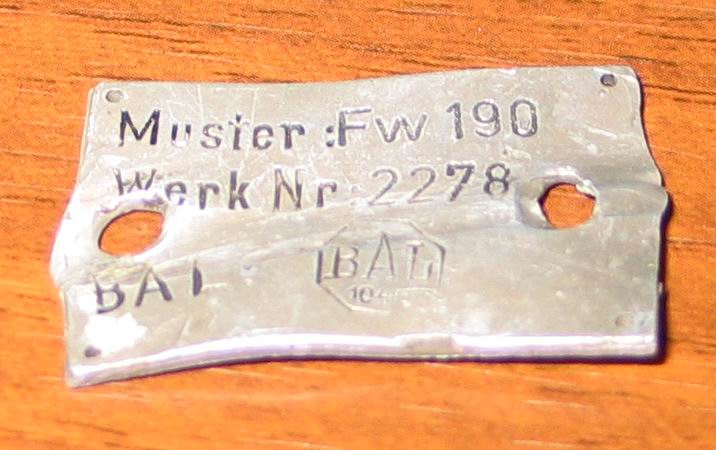 Muster : Fw 190
Werk Nr 2278
BAL BAL